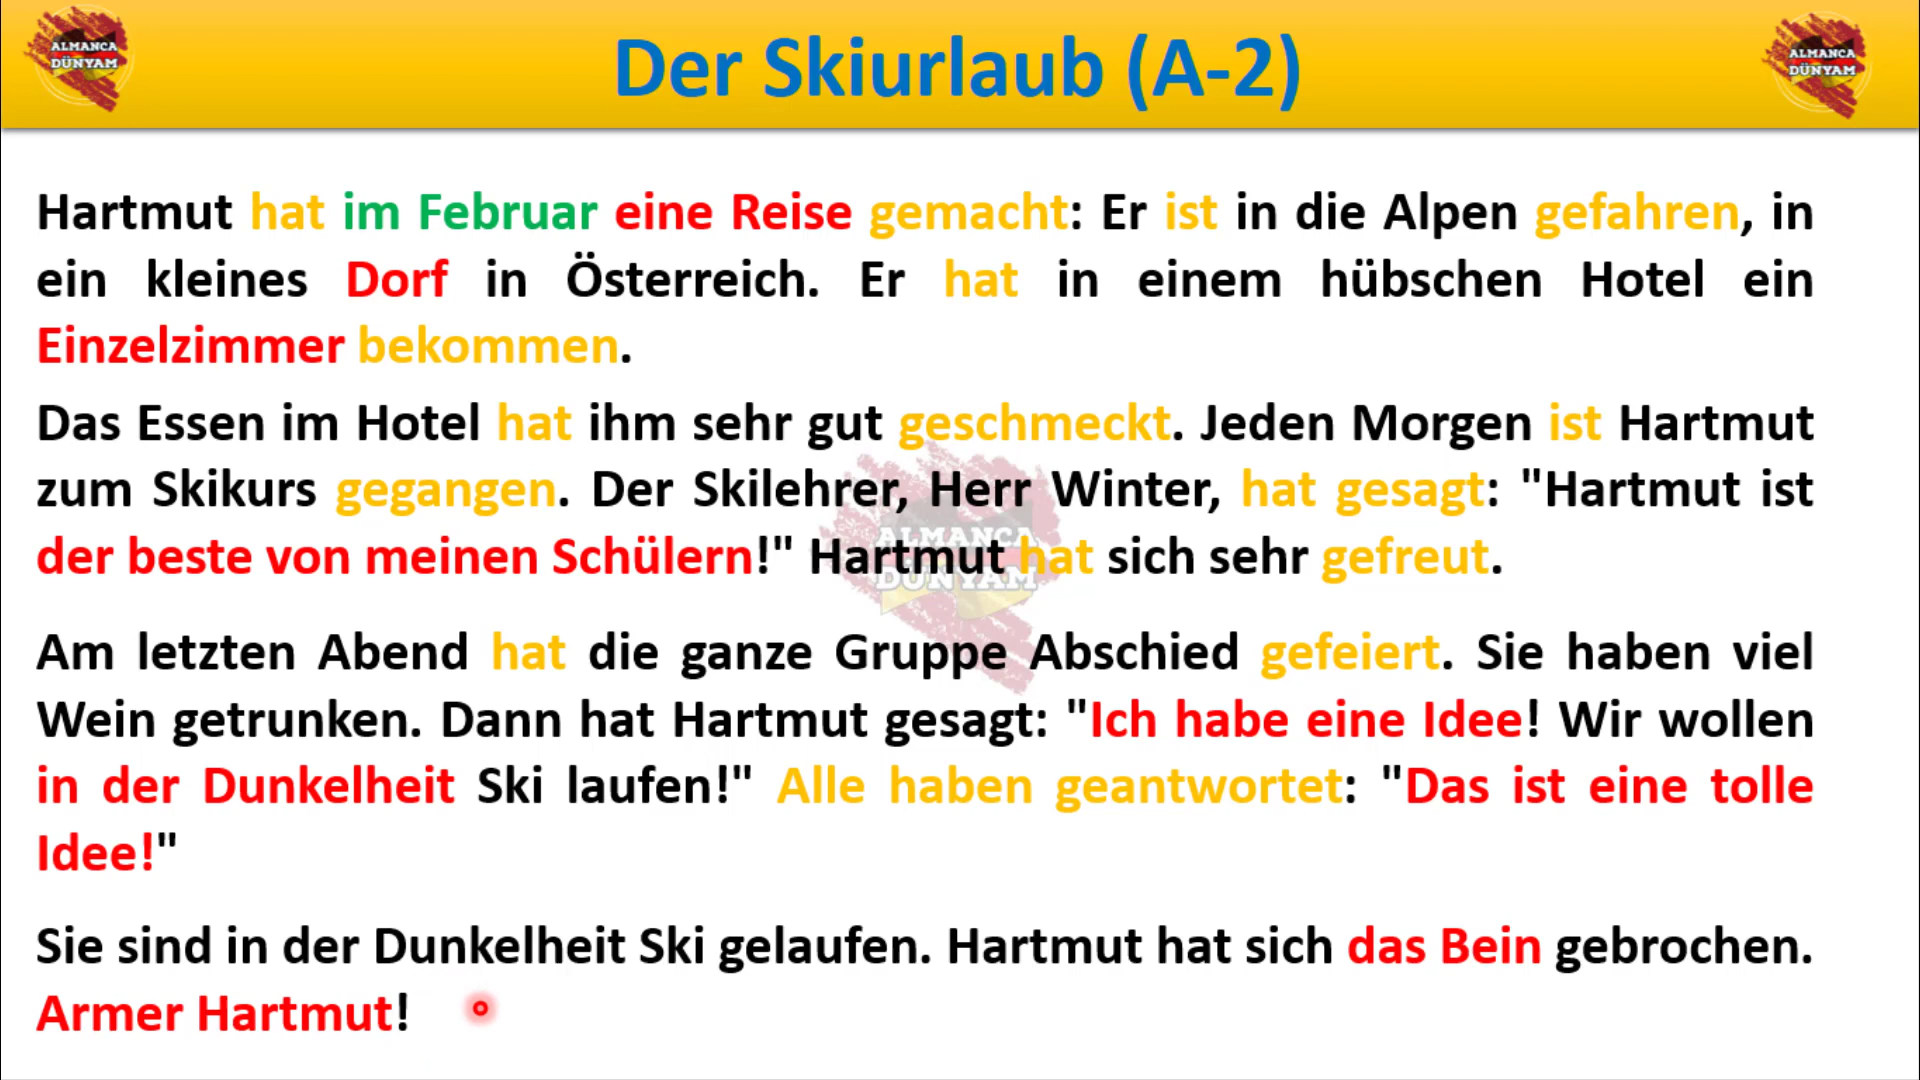 ALMANCA
DÜNYAM
Der Skiurlaub (A-2)
ALMANCA
DÜNYAM
Hartmut hat im Februar eine Reise gemacht: Er ist in die Alpen gefahren, in
ein kleines Dorf in Österreich. Er hat in einem hübschen Hotel ein
Einzelzimmer bekommen.
Das Essen im Hotel hat ihm sehr gut geschmeckt. Jeden Morgen ist Hartmut
zum Skikurs gegangen. Der Skilehrer, Herr Winter, hat gesagt: "Hartmut ist
der beste von meinen Schülern!" Hartmut hat sich sehr gefreut.
ALMANCA
DÜNYAM
Am letzten Abend hat die ganze Gruppe Abschied gefeiert. Sie haben viel
Wein getrunken. Dann hat Hartmut gesagt: "Ich habe eine Idee! Wir wollen
in der Dunkelheit Ski laufen!" Alle haben geantwortet: "Das ist eine tolle
Idee!"
Sie sind in der Dunkelheit Ski gelaufen. Hartmut hat sich das Bein gebrochen.
Armer Hartmut!